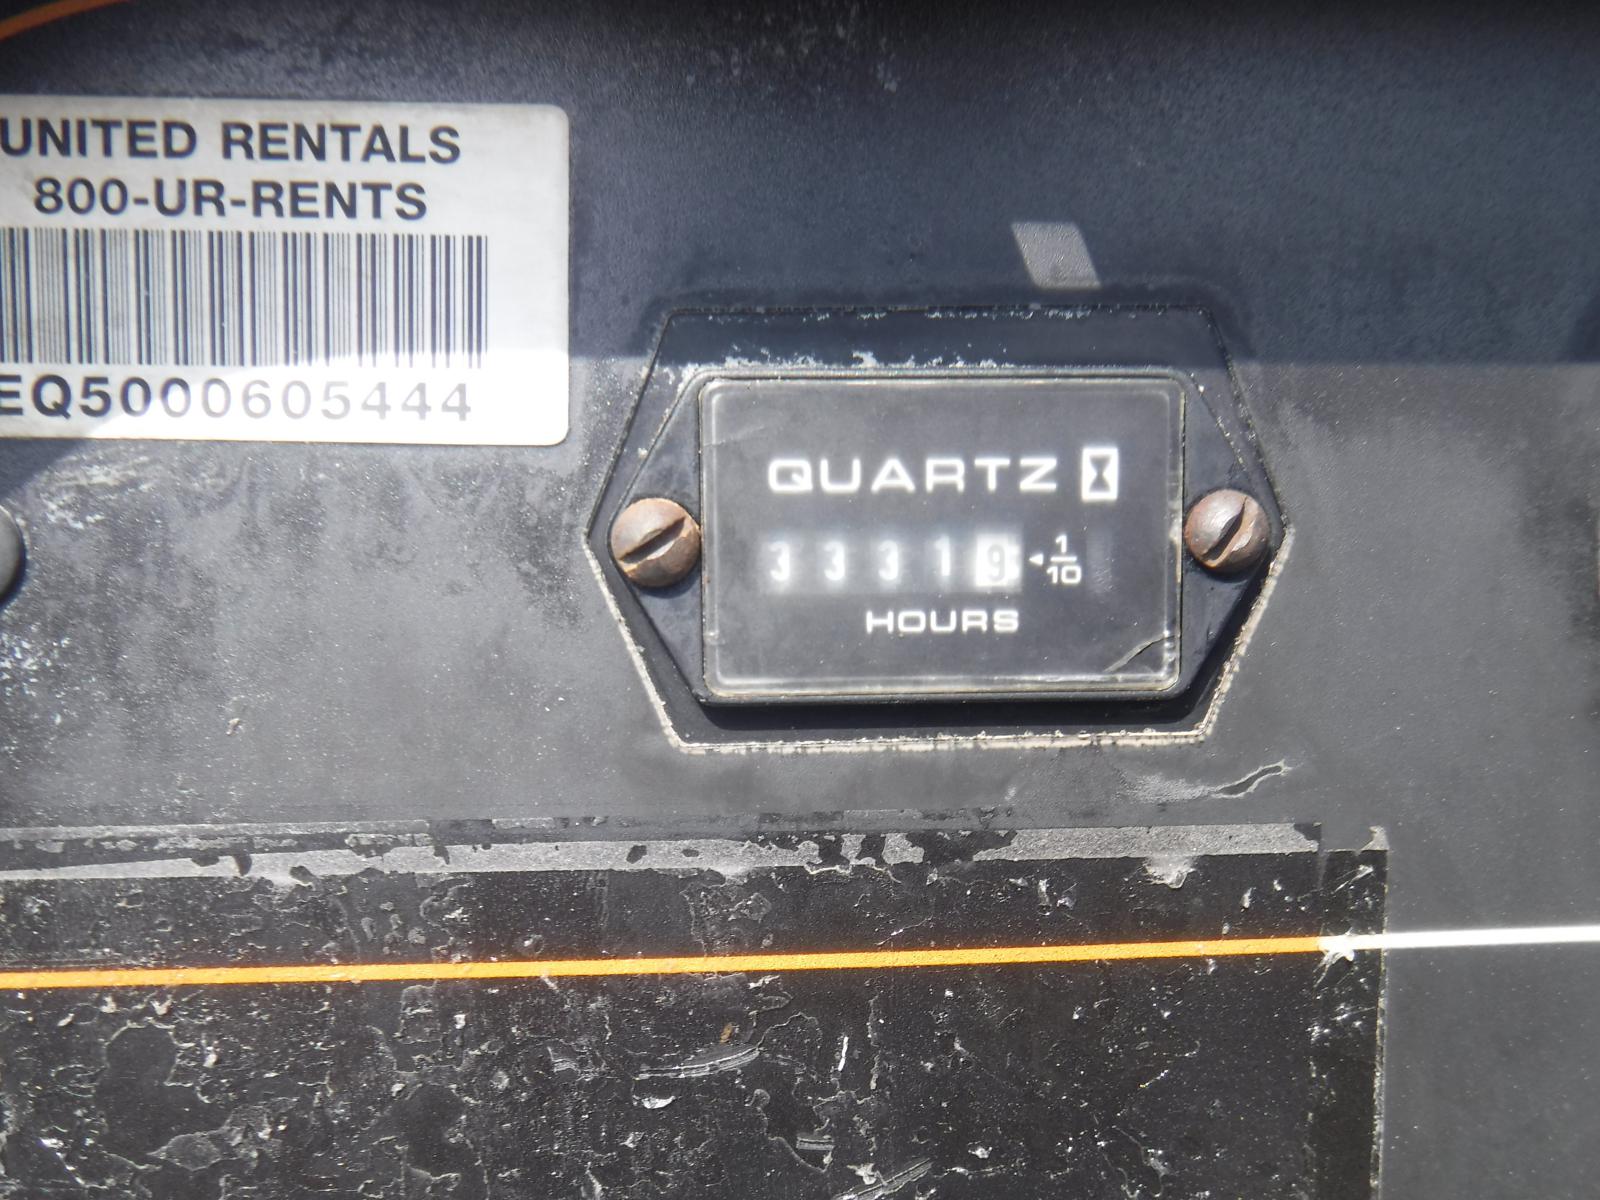 UNITED RENTALS
800-UR-RENTS
EQ5000605444
QUARTZ
33319 1/10
HOURS